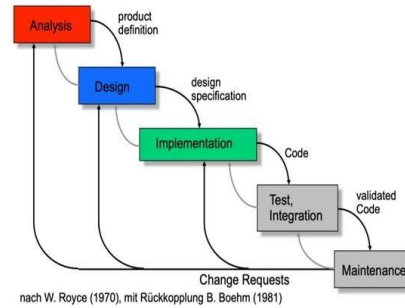 Analysis
product
definition
Design
design
specification
Implementation
Code
Test,
Integration
validated
Code
Maintenance
Change Requests
nach W. Royce (1970), mit Rückkopplung B. Boehm (1981)